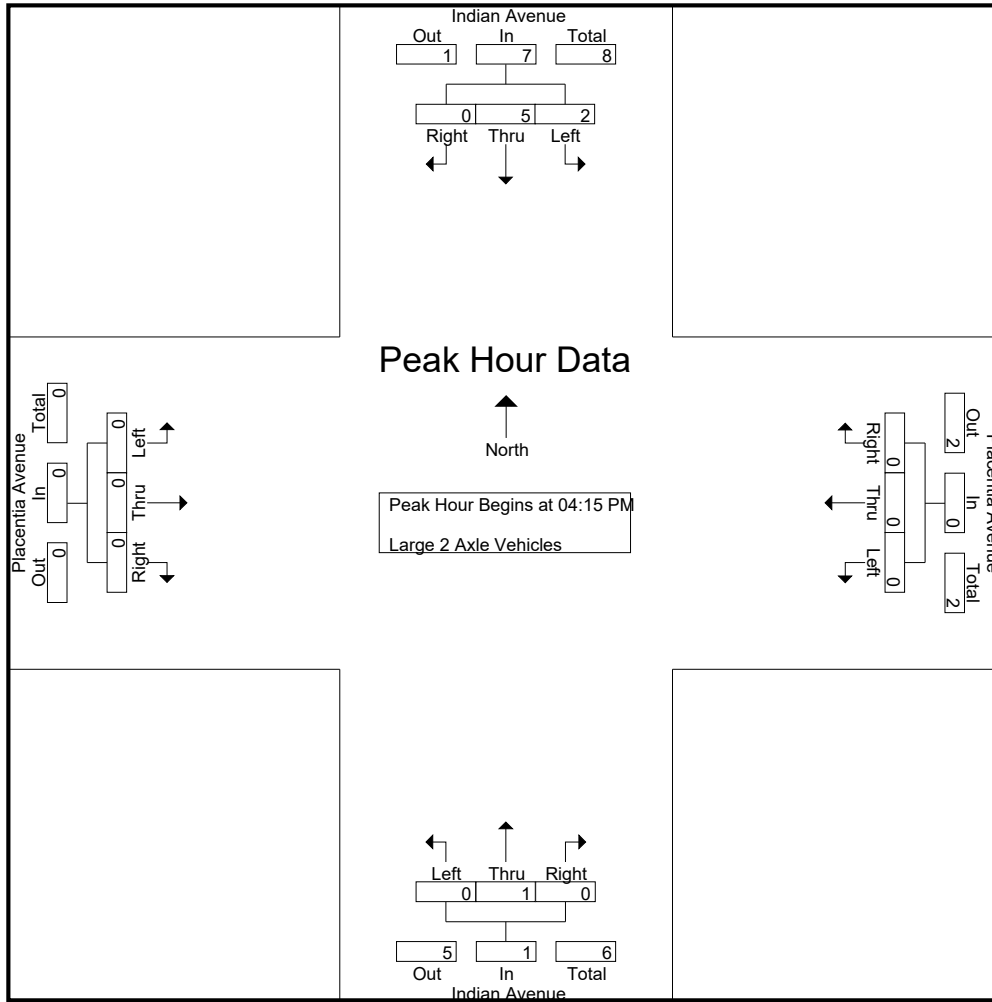 Indian Avenue
Out In Total
1 7 8
0 5 2
Right Thru Left
Peak Hour Data
North
Peak Hour Begins at 04:15 PM
Large 2 Axle Vehicles
Placentia Avenue
Total In Out
0 0 0
0 0 0
Left Thru Right
Right Thru Left
0 0 0
2 0 2
Out In Total
Placentia Avenue
Left Thru Right
0 1 0
5 1 6
Out In Total
Indian Avenue